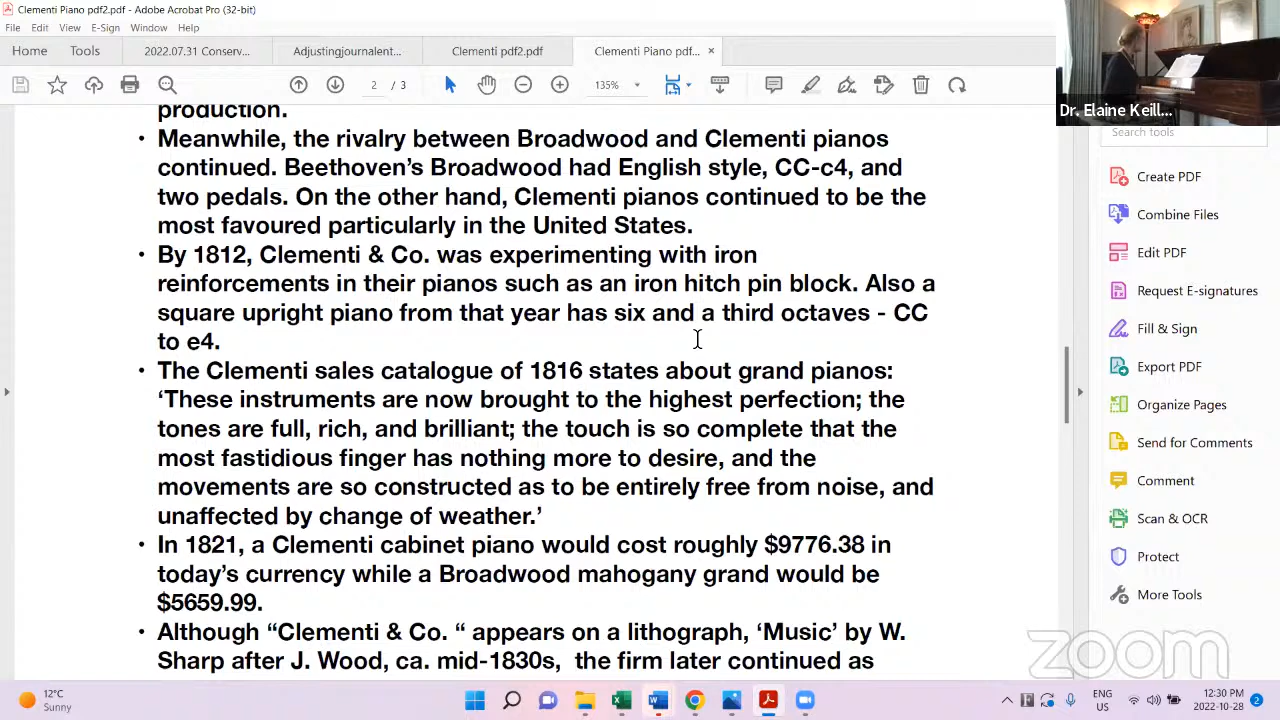 Clementi Piano pdf2.pdf - Adobe Acrobat Pro (32-bit)
File Edit View E-Sign Window Help
Home Tools 2022.07.31 Conserv... Adjustingjournalent... Clementi pdf2.pdf Clementi Piano pdf... ×
2 / 3 135%
Dr. Elaine Keill...
production.
• Meanwhile, the rivalry between Broadwood and Clementi pianos
continued. Beethoven’s Broadwood had English style, CC-c4, and
two pedals. On the other hand, Clementi pianos continued to be the
most favoured particularly in the United States.
• By 1812, Clementi & Co. was experimenting with iron
reinforcements in their pianos such as an iron hitch pin block. Also a
square upright piano from that year has six and a third octaves - CC
to e4.
• The Clementi sales catalogue of 1816 states about grand pianos:
‘These instruments are now brought to the highest perfection; the
tones are full, rich, and brilliant; the touch is so complete that the
most fastidious finger has nothing more to desire, and the
movements are so constructed as to be entirely free from noise, and
unaffected by change of weather.’
• In 1821, a Clementi cabinet piano would cost roughly $9776.38 in
today’s currency while a Broadwood mahogany grand would be
$5659.99.
• Although “Clementi & Co. “ appears on a lithograph, ‘Music’ by W.
Sharp after J. Wood, ca. mid-1830s,  the firm later continued as
Search tools
Create PDF
Combine Files
Edit PDF
Request E-signatures
Fill & Sign
Export PDF
Organize Pages
Send for Comments
Comment
Scan & OCR
Protect
More Tools
zoom
12°C
Sunny
ENG
US
12:30 PM
2022-10-28
2